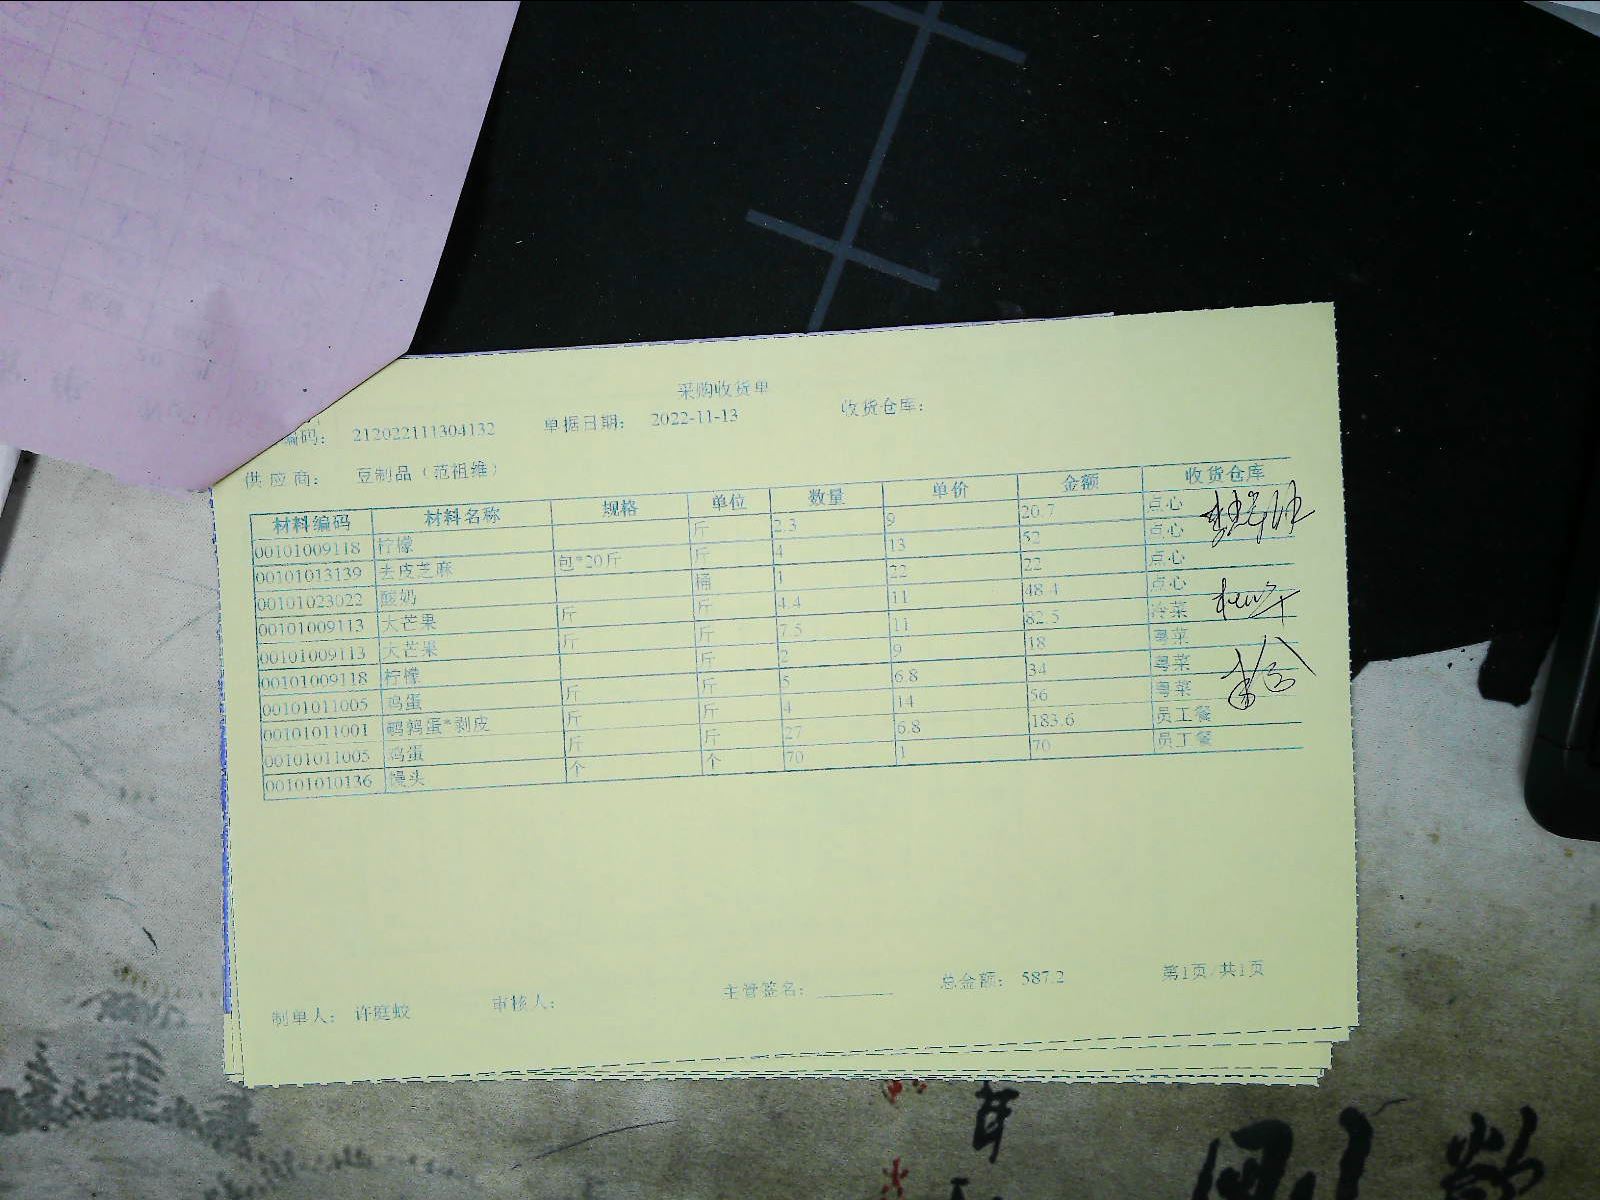 采购收货单
编码： 212022111304132 单据日期： 2022-11-13 收货仓库：
供应商： 豆制品（范祖维）
材料编码 材料名称 规格 单位 数量 单价 金额 收货仓库
00101009118 柠檬 斤 2.3 9 20.7 点心
00101013139 去皮芝麻 包*20斤 斤 4 13 52 点心
00101023022 酸奶 桶 1 22 22 点心
00101009113 大芒果 斤 斤 4.4 11 48.4 点心
00101009113 大芒果 斤 斤 7.5 11 82.5 冷菜
00101009118 柠檬 斤 2 9 18 粤菜
00101011005 鸡蛋 斤 斤 5 6.8 34 粤菜
00101011001 鹌鹑蛋*剥皮 斤 斤 4 14 56 粤菜
00101011005 鸡蛋 斤 斤 27 6.8 183.6 员工餐
00101010136 馒头 个 个 70 1 70 员工餐
制单人： 许庭蛟 审核人： 主管签名： 总金额： 587.2 第1页/共1页